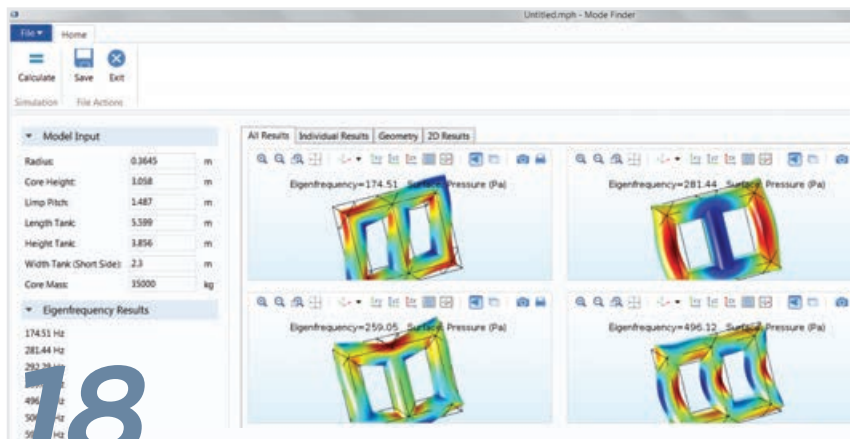 Untitled.mph - Mode Finder
File Home
Calculate Save Exit
Simulation File Actions
Model Input
Radius: 0.3645 m
Core Height: 3.058 m
Limp Pitch: 1.487 m
Length Tank: 5.599 m
Height Tank: 3.856 m
Width Tank (Short Side): 2.3 m
Core Mass: 35000 kg
Eigenfrequency Results
174.51 Hz
281.44 Hz
18
All Results Individual Results Geometry 2D Results
Eigenfrequency=174.51 Surface: Pressure (Pa)
Eigenfrequency=281.44 Surface: Pressure (Pa)
Eigenfrequency=259.05 Surface: Pressure (Pa)
Eigenfrequency=496.12 Surface: Pressure (Pa)